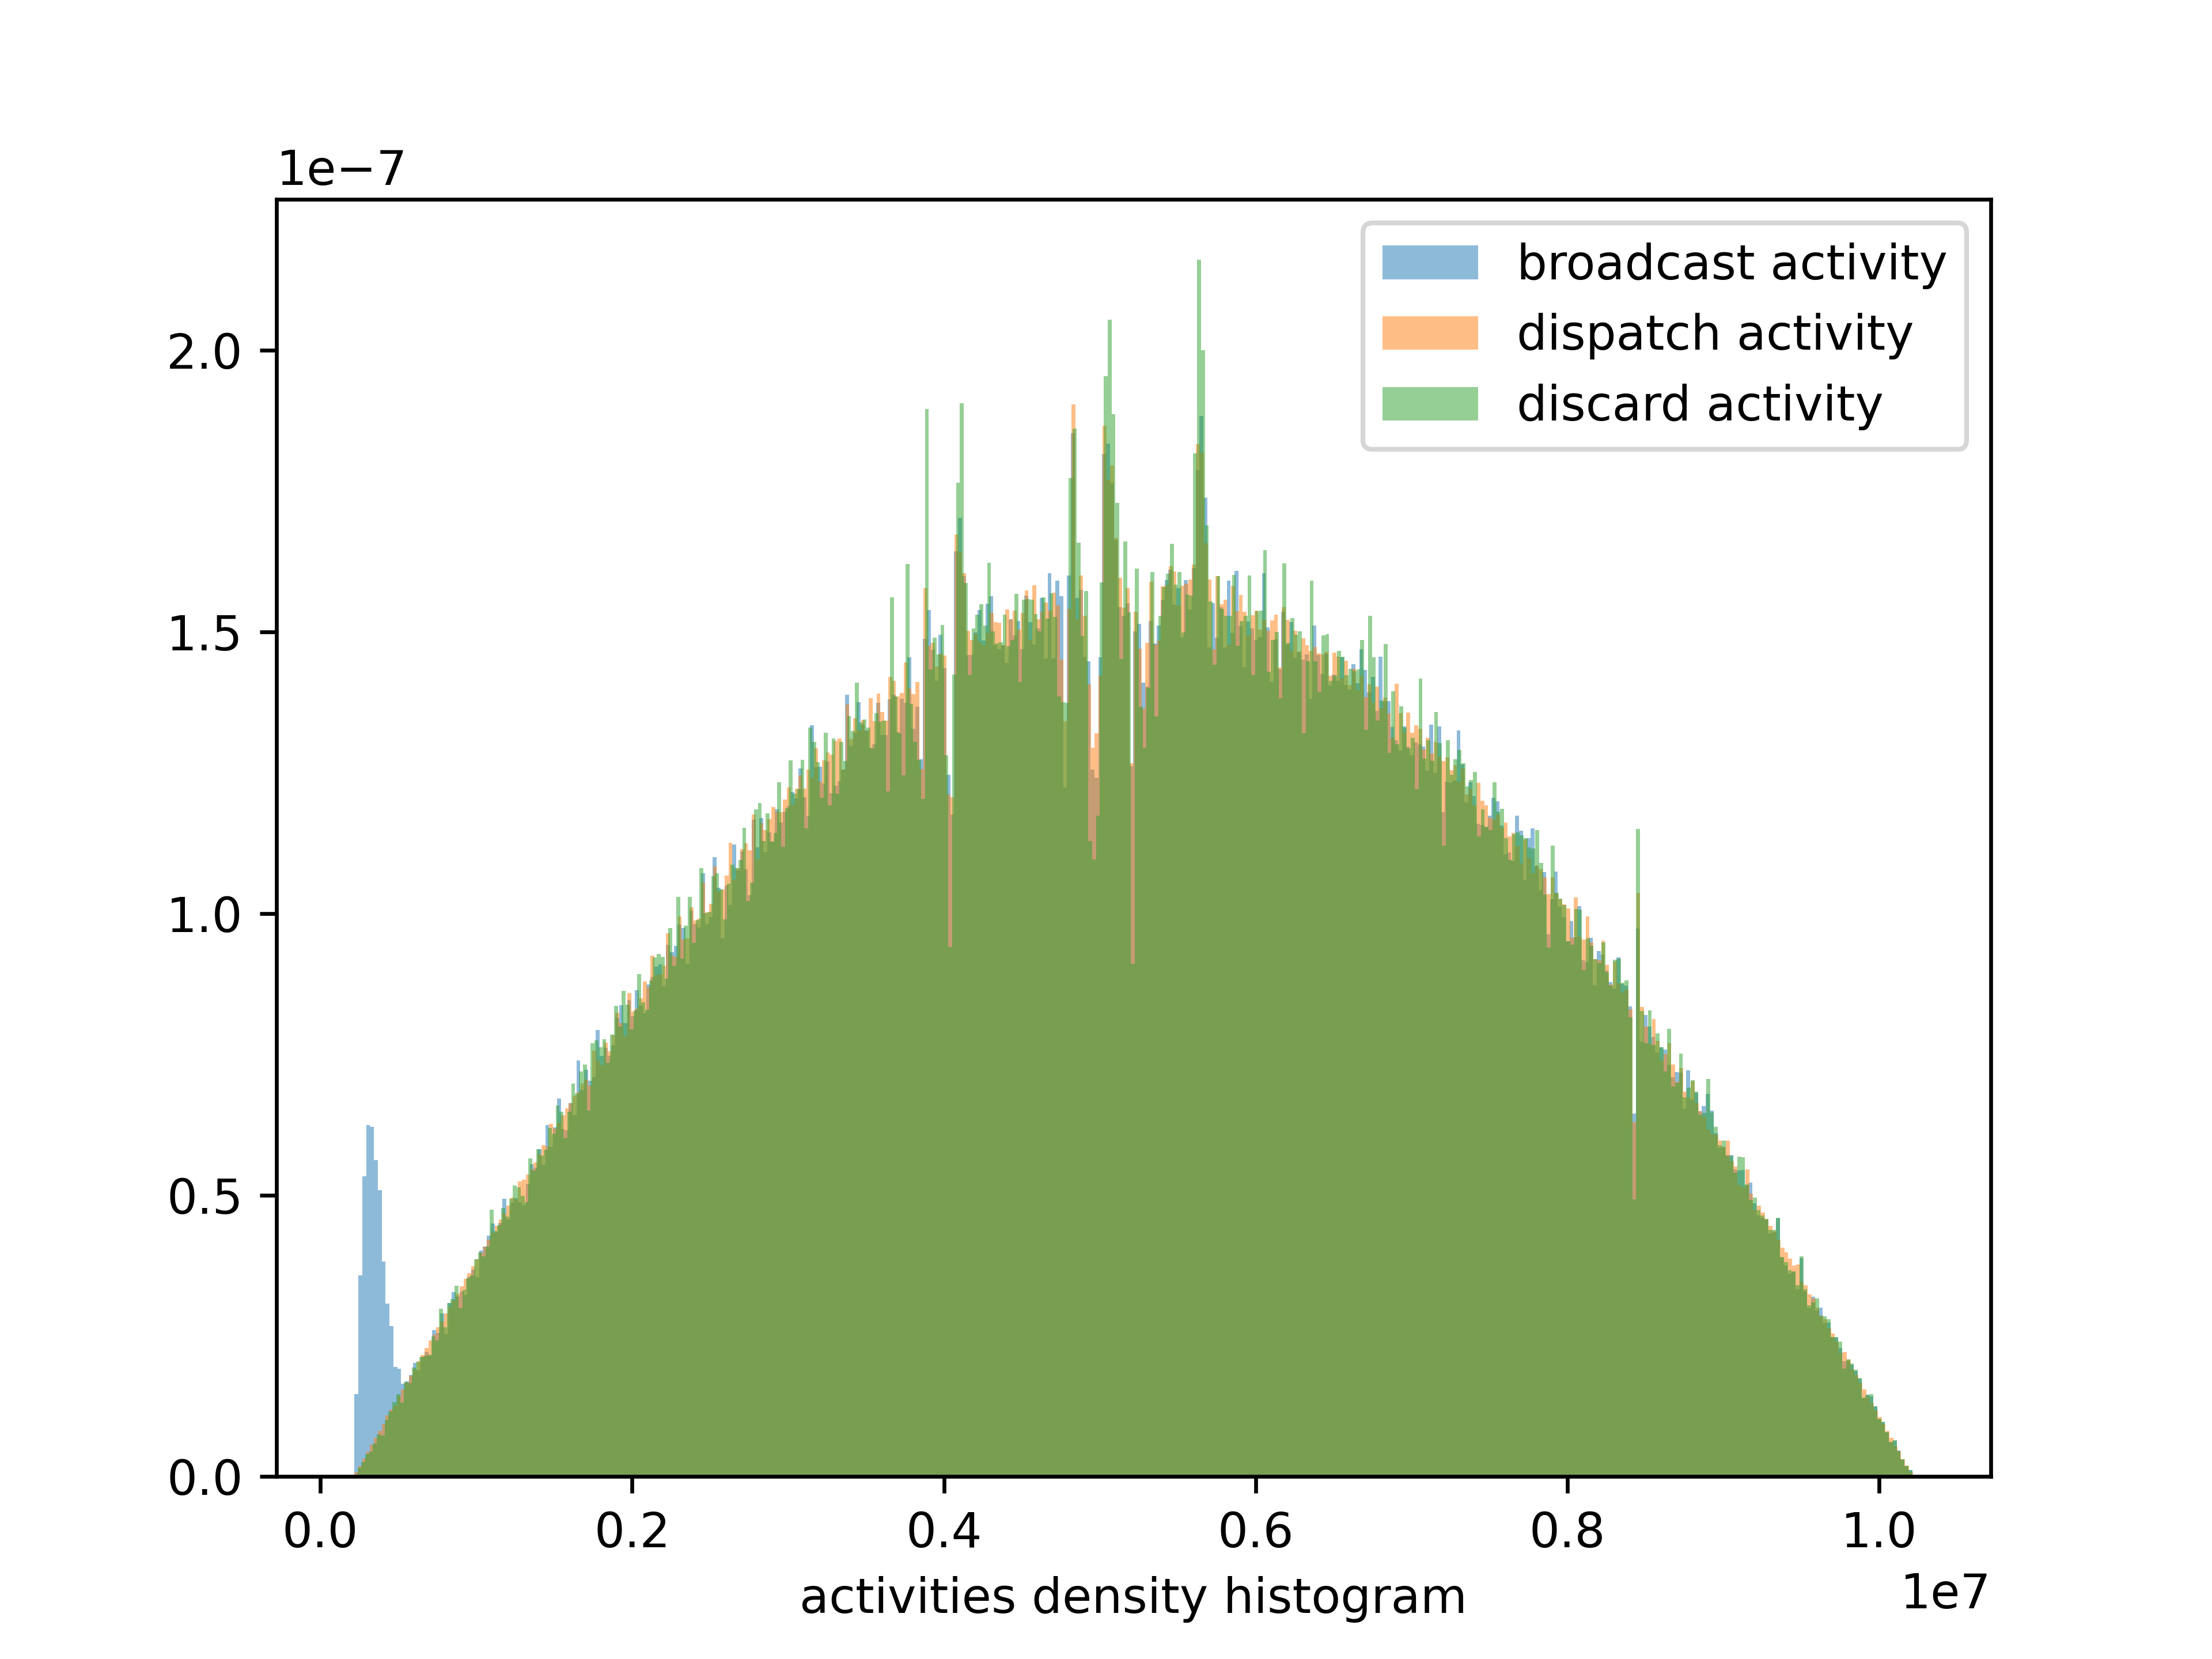 1e−7
broadcast activity
dispatch activity
discard activity
2.0
1.5
1.0
0.5
0.0
0.0 0.2 0.4 0.6 0.8 1.0
activities density histogram
1e7